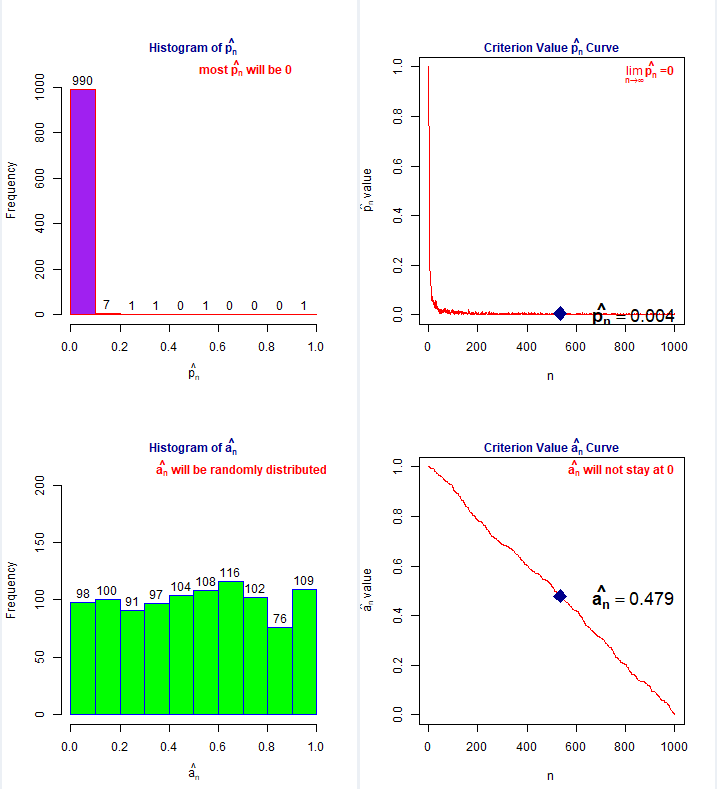 Histogram of p̂n
most p̂n will be 0
Frequency
1000
800
600
400
200
0
990
7 1 1 0 1 0 0 0 1
0.0 0.2 0.4 0.6 0.8 1.0
p̂n
Criterion Value p̂n Curve
lim p̂n =0
n→∞
p̂n value
1.0
0.8
0.6
0.4
0.2
0.0
p̂n = 0.004
0 200 400 600 800 1000
n
Histogram of ân
ân will be randomly distributed
Frequency
200
150
100
50
0
98 100 91 97 104 108 116 102 76 109
0.0 0.2 0.4 0.6 0.8 1.0
ân
Criterion Value ân Curve
ân will not stay at 0
ân value
1.0
0.8
0.6
0.4
0.2
0.0
ân = 0.479
0 200 400 600 800 1000
n